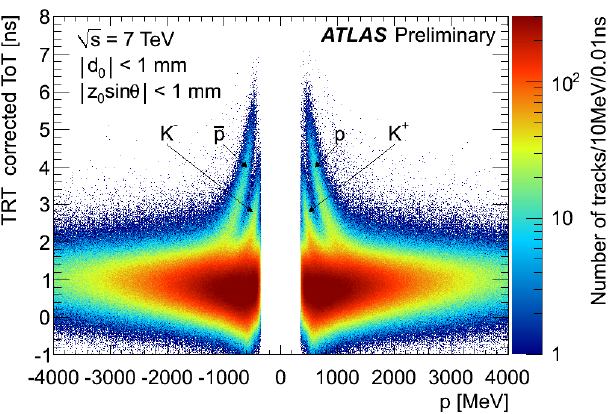 ATLAS Preliminary
√s = 7 TeV
|d₀| < 1 mm
|z₀sinθ| < 1 mm
K⁻ p̄ p K⁺
TRT corrected ToT [ns]
8
7
6
5
4
3
2
1
0
-1
-4000 -3000 -2000 -1000 0 1000 2000 3000 4000
p [MeV]
10²
10
1
Number of tracks/10MeV/0.01ns